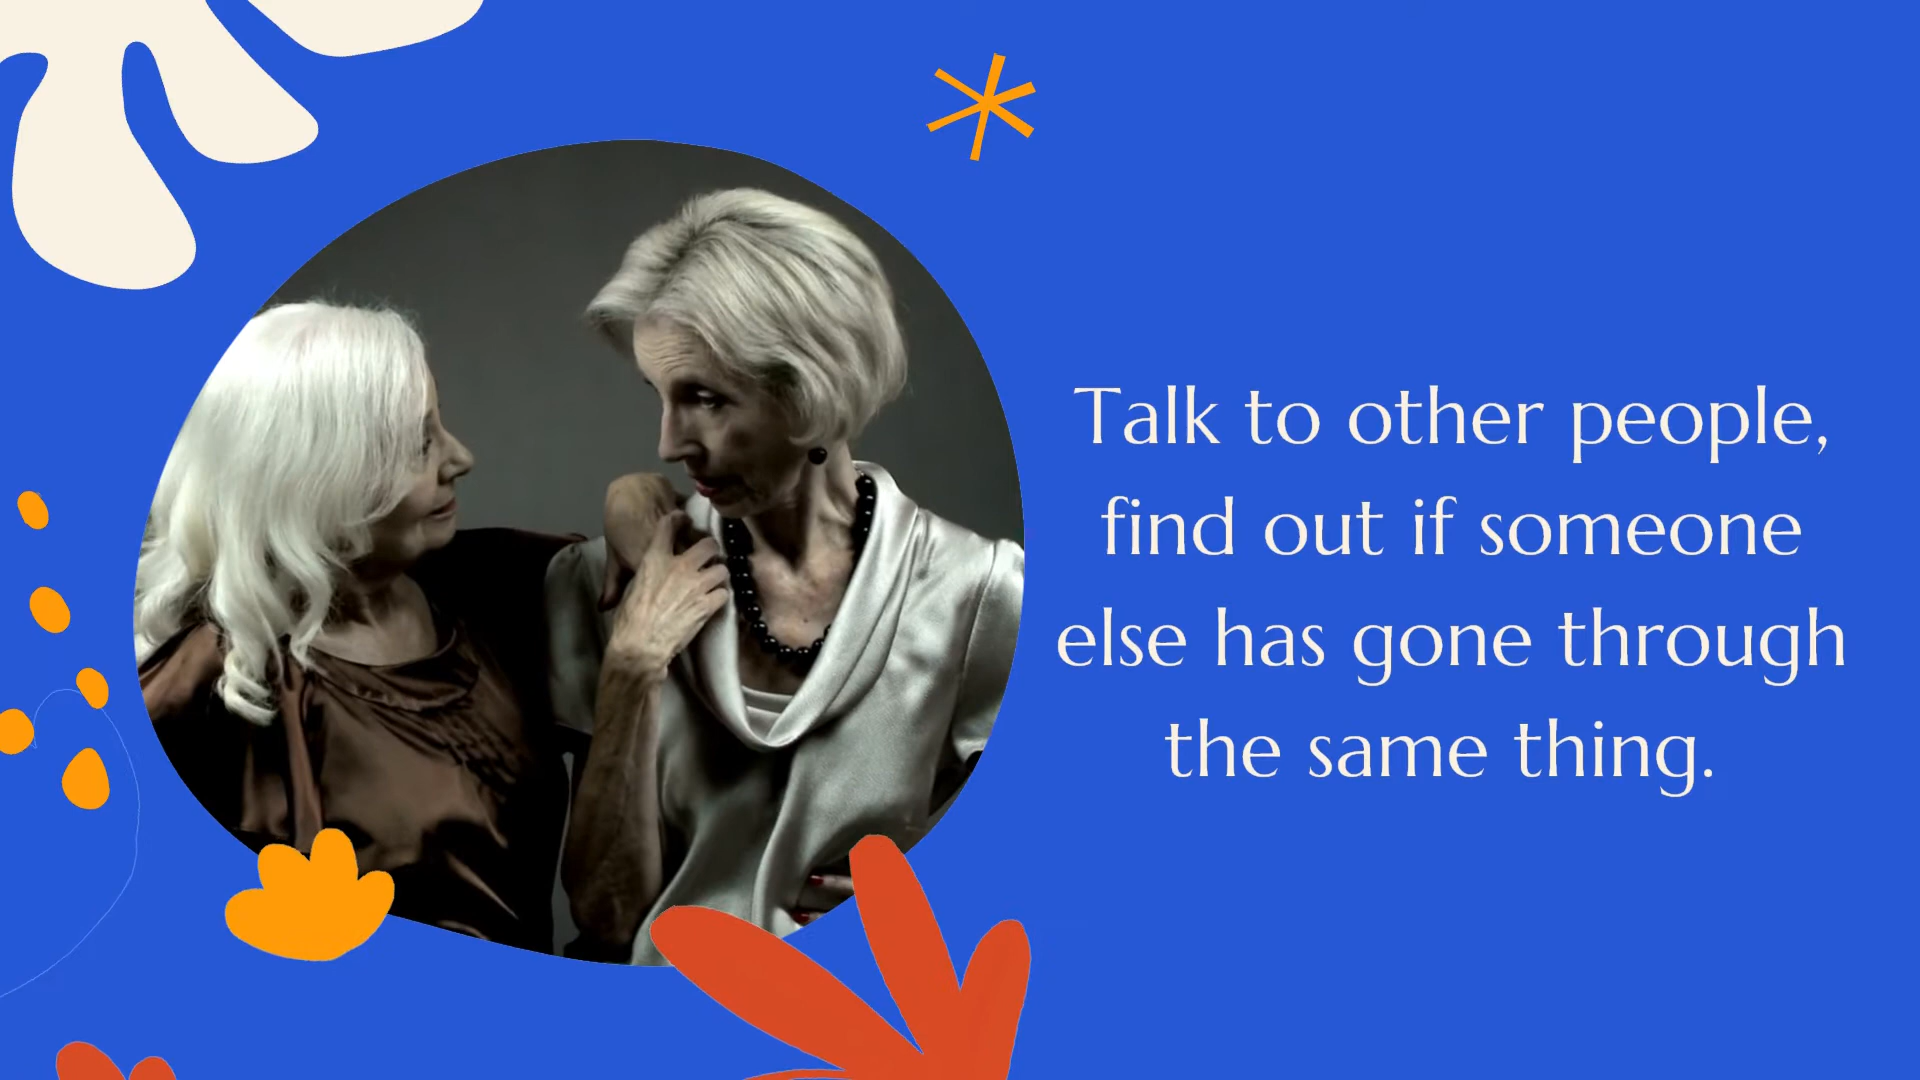 Talk to other people,
find out if someone
else has gone through
the same thing.